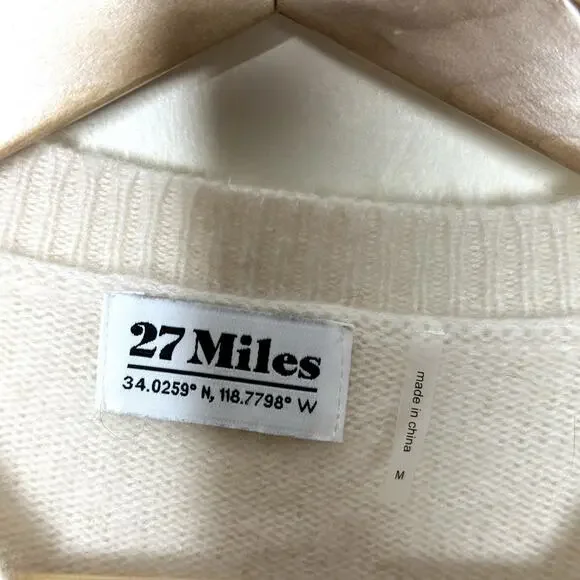 27 Miles
34.0259° N, 118.7798° W
made in china
M